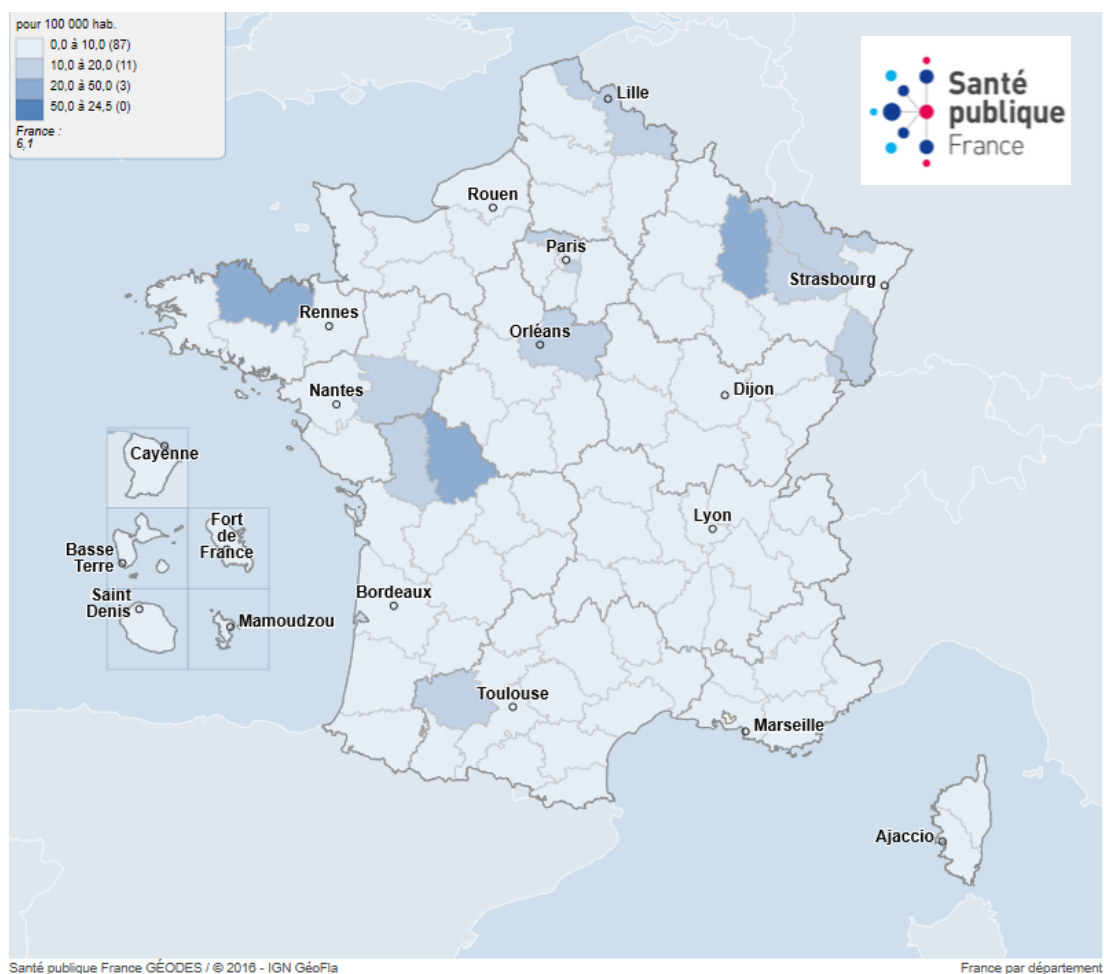 pour 100 000 hab.
0,0 à 10,0 (87)
10,0 à 20,0 (11)
20,0 à 50,0 (3)
50,0 à 24,5 (0)
France :
6,1
Santé
publique
France
Lille
Rouen
Paris
Strasbourg
Rennes
Orléans
Nantes
Dijon
Cayenne
Lyon
Fort
de
France
Basse
Terre
Saint
Denis
Bordeaux
Mamoudzou
Toulouse
Marseille
Ajaccio
Santé publique France GÉODES / © 2016 - IGN GéoFla
France par département